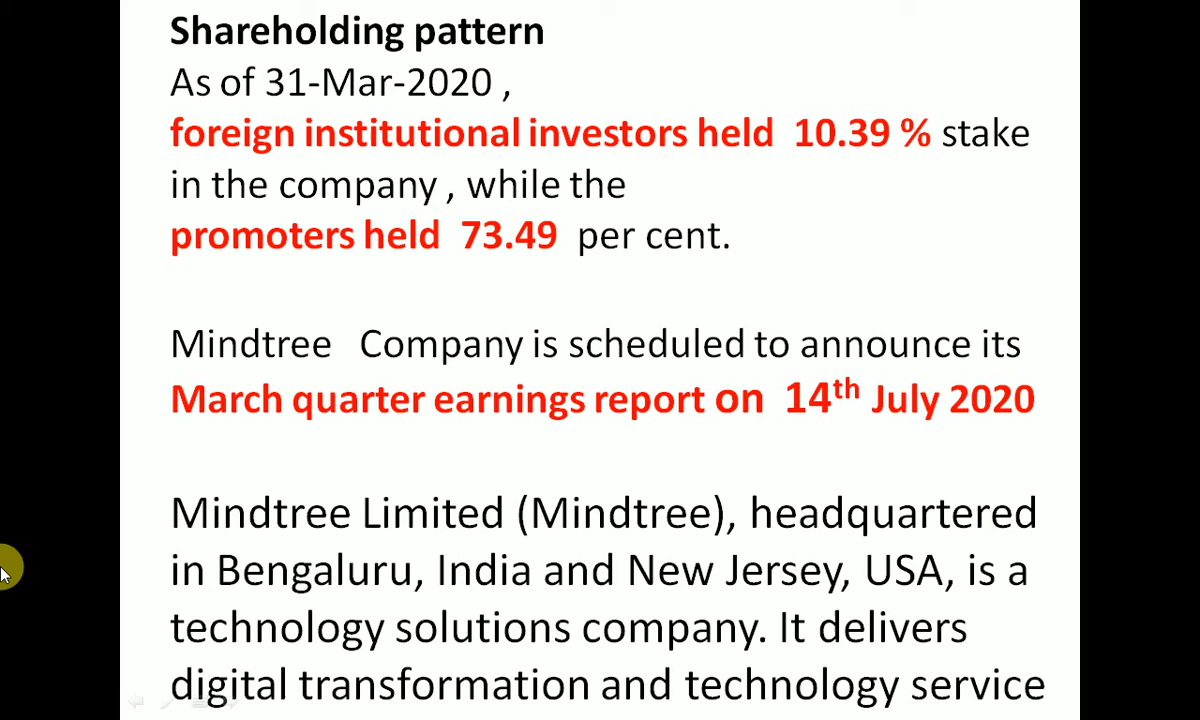 Shareholding pattern
As of 31-Mar-2020 ,
foreign institutional investors held 10.39 % stake
in the company , while the
promoters held 73.49 per cent.
Mindtree Company is scheduled to announce its
March quarter earnings report on 14th July 2020
Mindtree Limited (Mindtree), headquartered
in Bengaluru, India and New Jersey, USA, is a
technology solutions company. It delivers
digital transformation and technology service